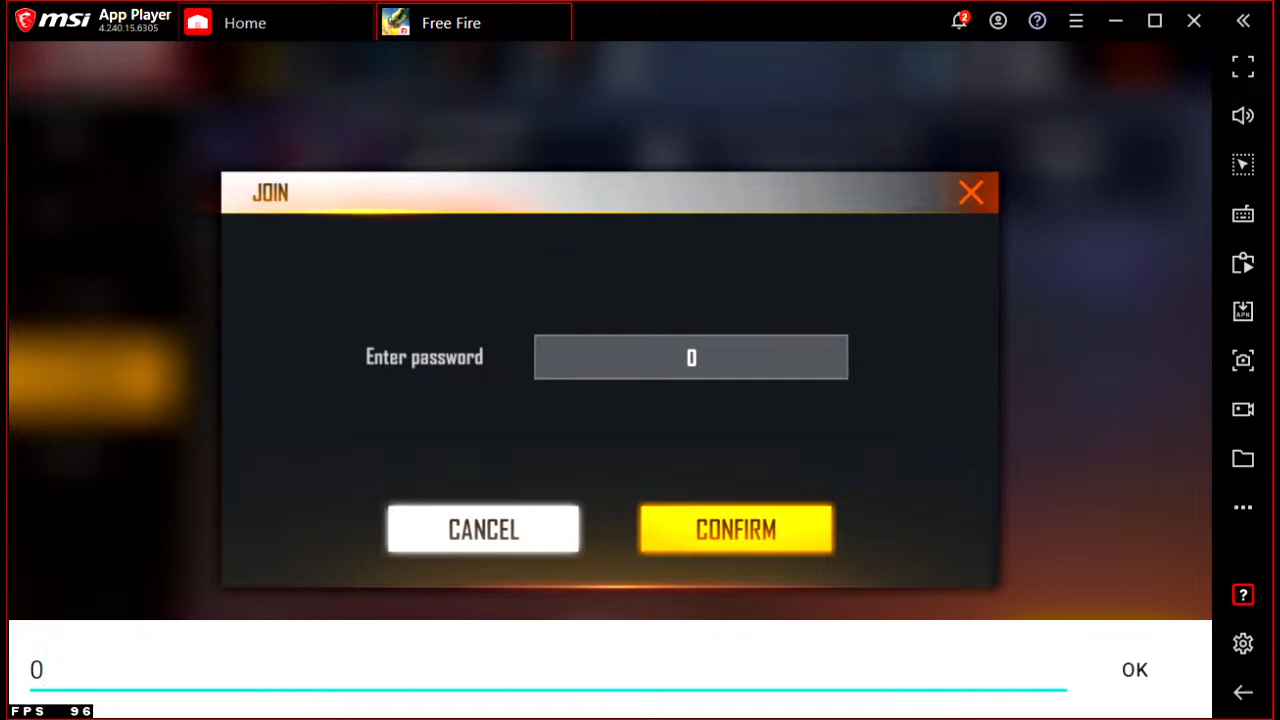 msi App Player
4.240.15.6305
Home
Free Fire
2
JOIN
Enter password
0
CANCEL
CONFIRM
APK
0
OK
FPS 96